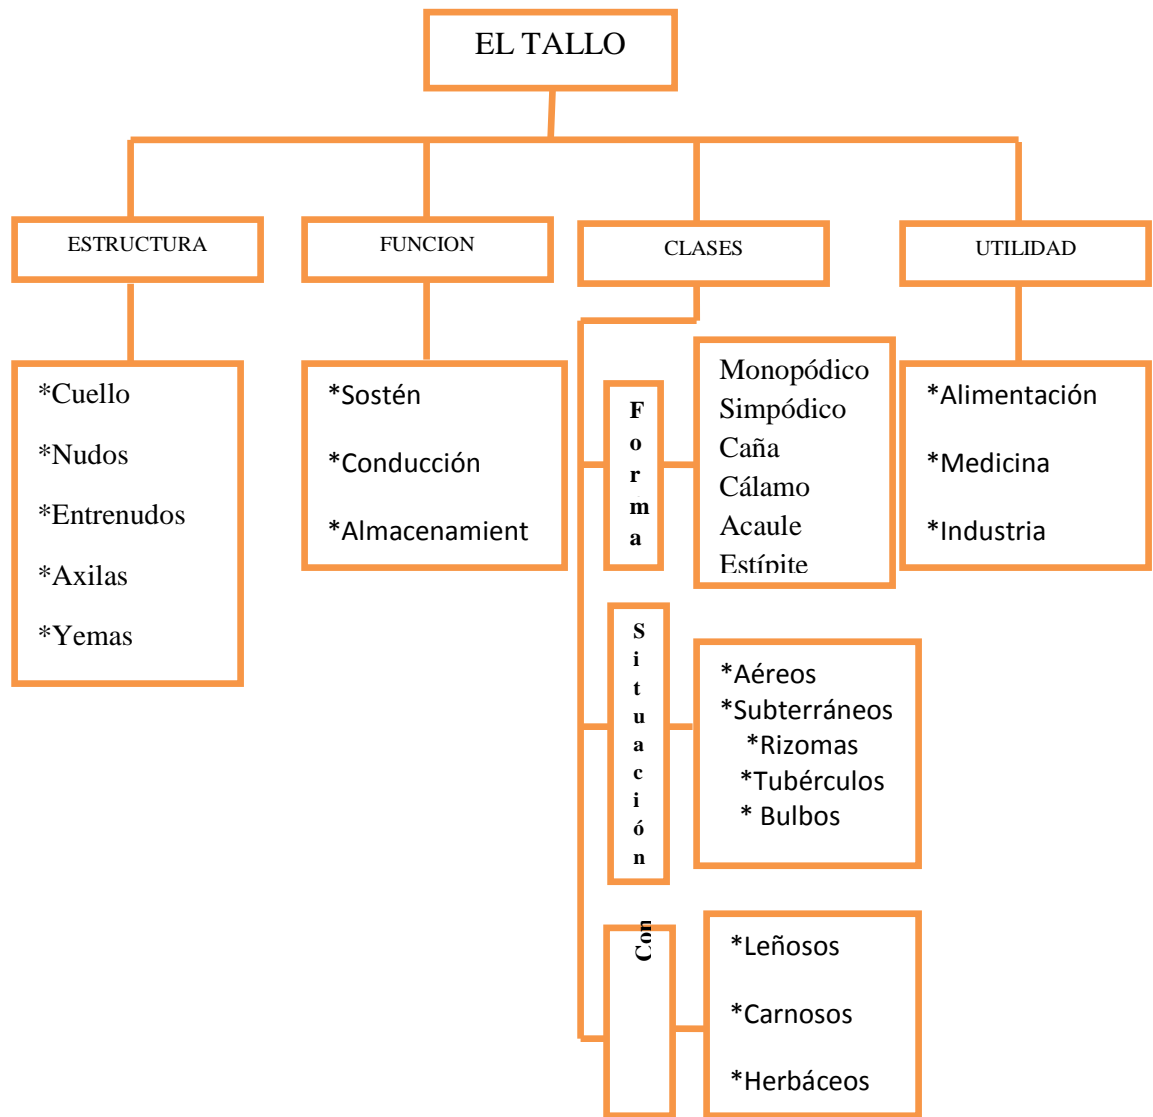 EL TALLO
ESTRUCTURA
FUNCION
CLASES
UTILIDAD
*Cuello
*Nudos
*Entrenudos
*Axilas
*Yemas
*Sostén
*Conducción
*Almacenamient
Forma
Monopódico
Simpódico
Caña
Cálamo
Acaule
Estípite
Situación
*Aéreos
*Subterráneos
*Rizomas
*Tubérculos
* Bulbos
Con
*Leñosos
*Carnosos
*Herbáceos
*Alimentación
*Medicina
*Industria